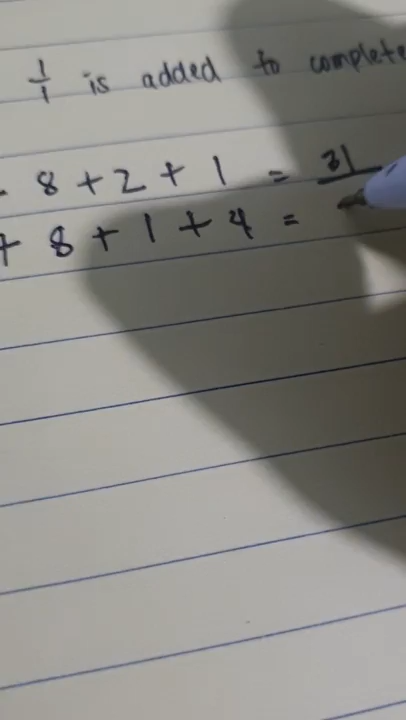 1/1 is added to complete
8 + 2 + 1 = 31
+ 8 + 1 + 4 =